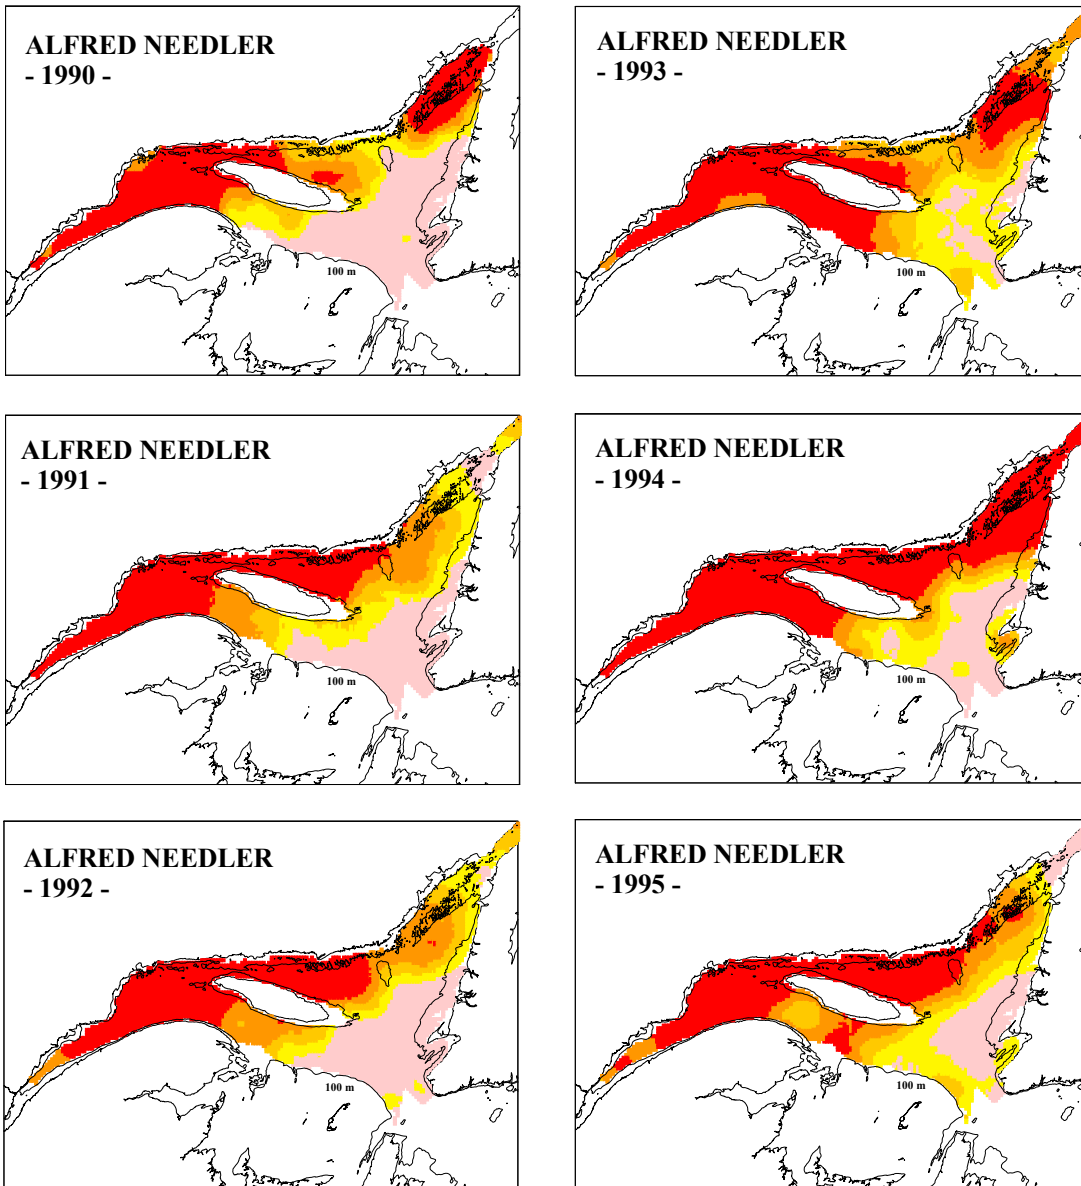 ALFRED NEEDLER
- 1990 -
100 m
ALFRED NEEDLER
- 1993 -
100 m
ALFRED NEEDLER
- 1991 -
100 m
ALFRED NEEDLER
- 1994 -
100 m
ALFRED NEEDLER
- 1992 -
100 m
ALFRED NEEDLER
- 1995 -
100 m